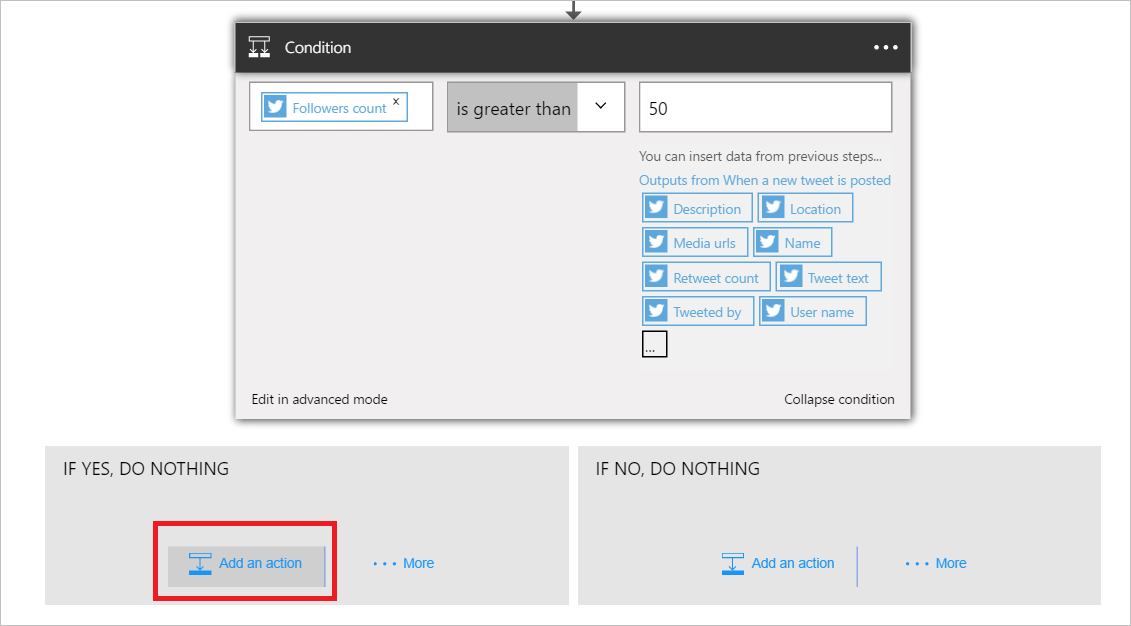 Condition
Followers count x is greater than 50
You can insert data from previous steps...
Outputs from When a new tweet is posted
Description Location
Media urls Name
Retweet count Tweet text
Tweeted by User name
...
Edit in advanced mode Collapse condition
IF YES, DO NOTHING IF NO, DO NOTHING
Add an action ... More Add an action ... More